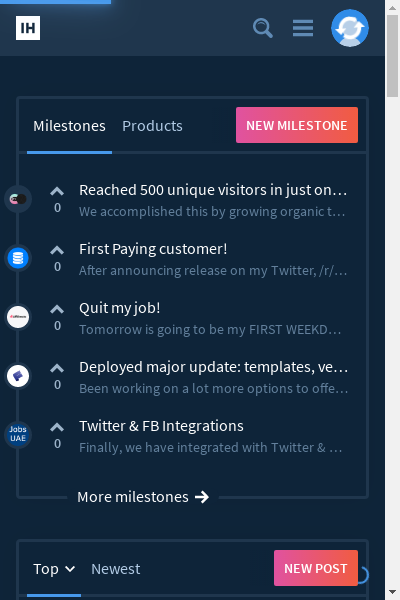 IH
Milestones Products NEW MILESTONE
Reached 500 unique visitors in just on…
0 We accomplished this by growing organic t…
First Paying customer!
0 After announcing release on my Twitter, /r/…
Quit my job!
0 Tomorrow is going to be my FIRST WEEKD…
Deployed major update: templates, ve…
0 Been working on a lot more options to offe…
Jobs
UAE
Twitter & FB Integrations
0 Finally, we have integrated with Twitter & …
More milestones
Top Newest NEW POST